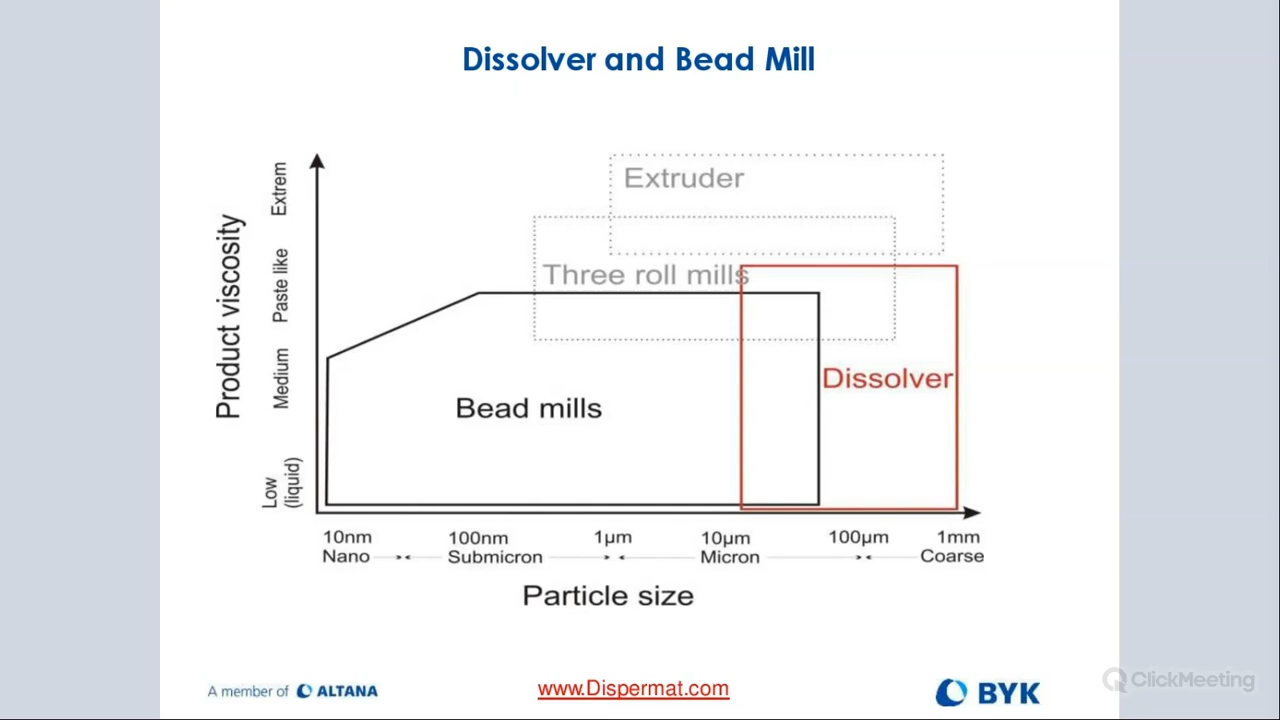 Dissolver and Bead Mill
Product viscosity
Extrem
Paste like
Medium
Low
(liquid)
Extruder
Three roll mills
Dissolver
Bead mills
10nm 100nm 1µm 10µm 100µm 1mm
Nano Submicron Micron Coarse
Particle size
A member of ALTANA
www.Dispermat.com
BYK
ClickMeeting